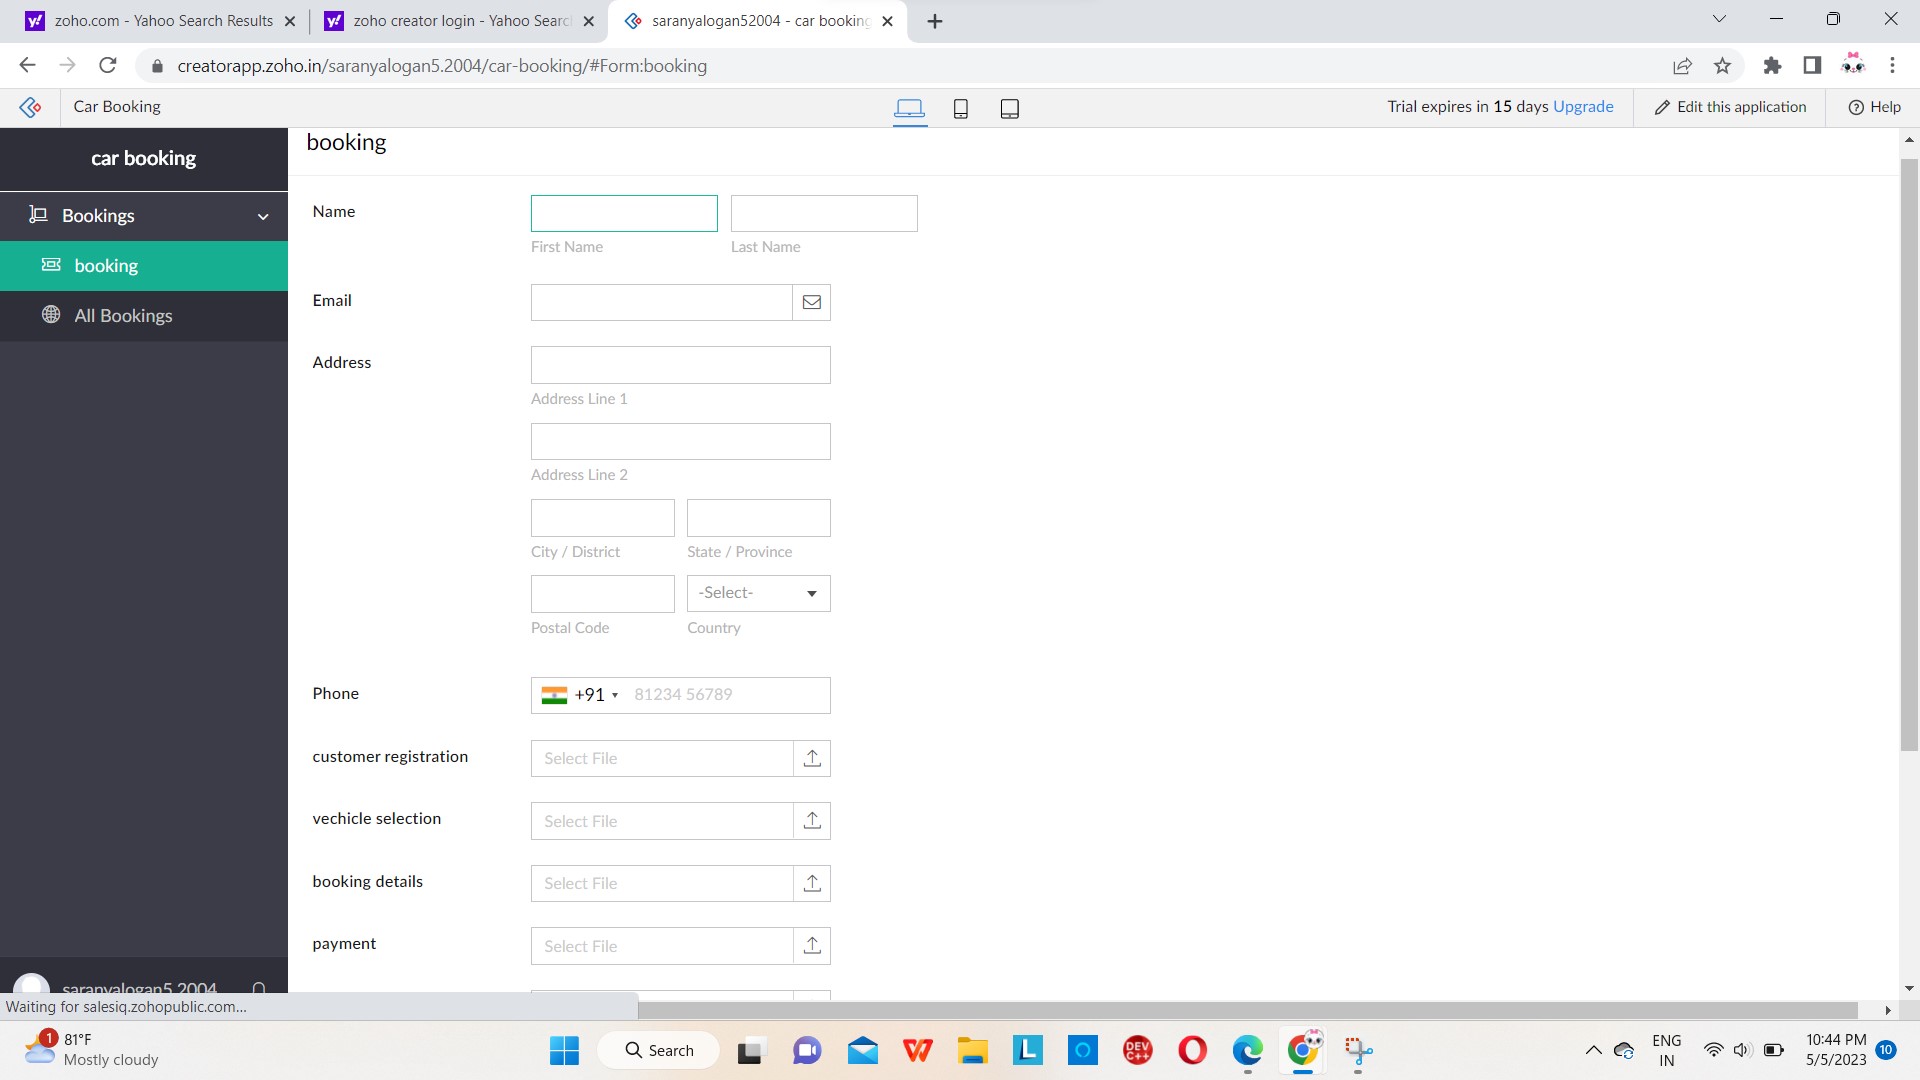 zoho.com - Yahoo Search Results
zoho creator login - Yahoo Searc
saranyalogan52004 - car booking
creatorapp.zoho.in/saranyalogan5.2004/car-booking/#Form:booking
Car Booking
Trial expires in 15 days Upgrade
Edit this application
Help
car booking
Bookings
booking
All Bookings
saranyalogan5.2004
booking
Name
First Name
Last Name
Email
Address
Address Line 1
Address Line 2
City / District
State / Province
-Select-
Postal Code
Country
Phone
+91
81234 56789
customer registration
Select File
vechicle selection
Select File
booking details
Select File
payment
Select File
Waiting for salesiq.zohopublic.com...
1
81°F
Mostly cloudy
Search
L
DEV
C++
ENG
IN
10:44 PM
5/5/2023
10